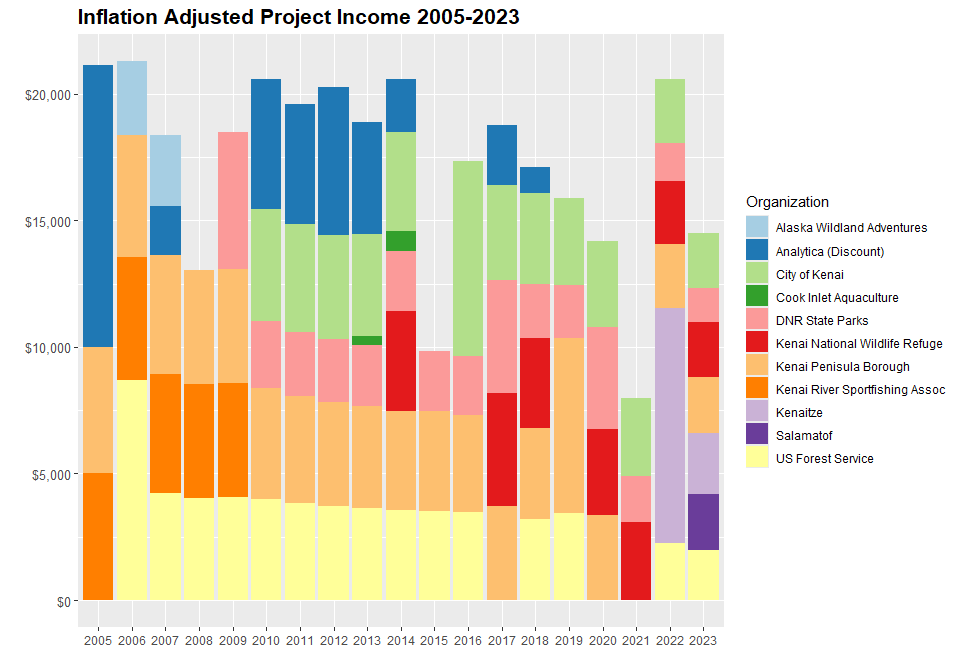 Inflation Adjusted Project Income 2005-2023
$20,000
$15,000
$10,000
$5,000
$0
2005 2006 2007 2008 2009 2010 2011 2012 2013 2014 2015 2016 2017 2018 2019 2020 2021 2022 2023
Organization
Alaska Wildland Adventures
Analytica (Discount)
City of Kenai
Cook Inlet Aquaculture
DNR State Parks
Kenai National Wildlife Refuge
Kenai Penisula Borough
Kenai River Sportfishing Assoc
Kenaitze
Salamatof
US Forest Service